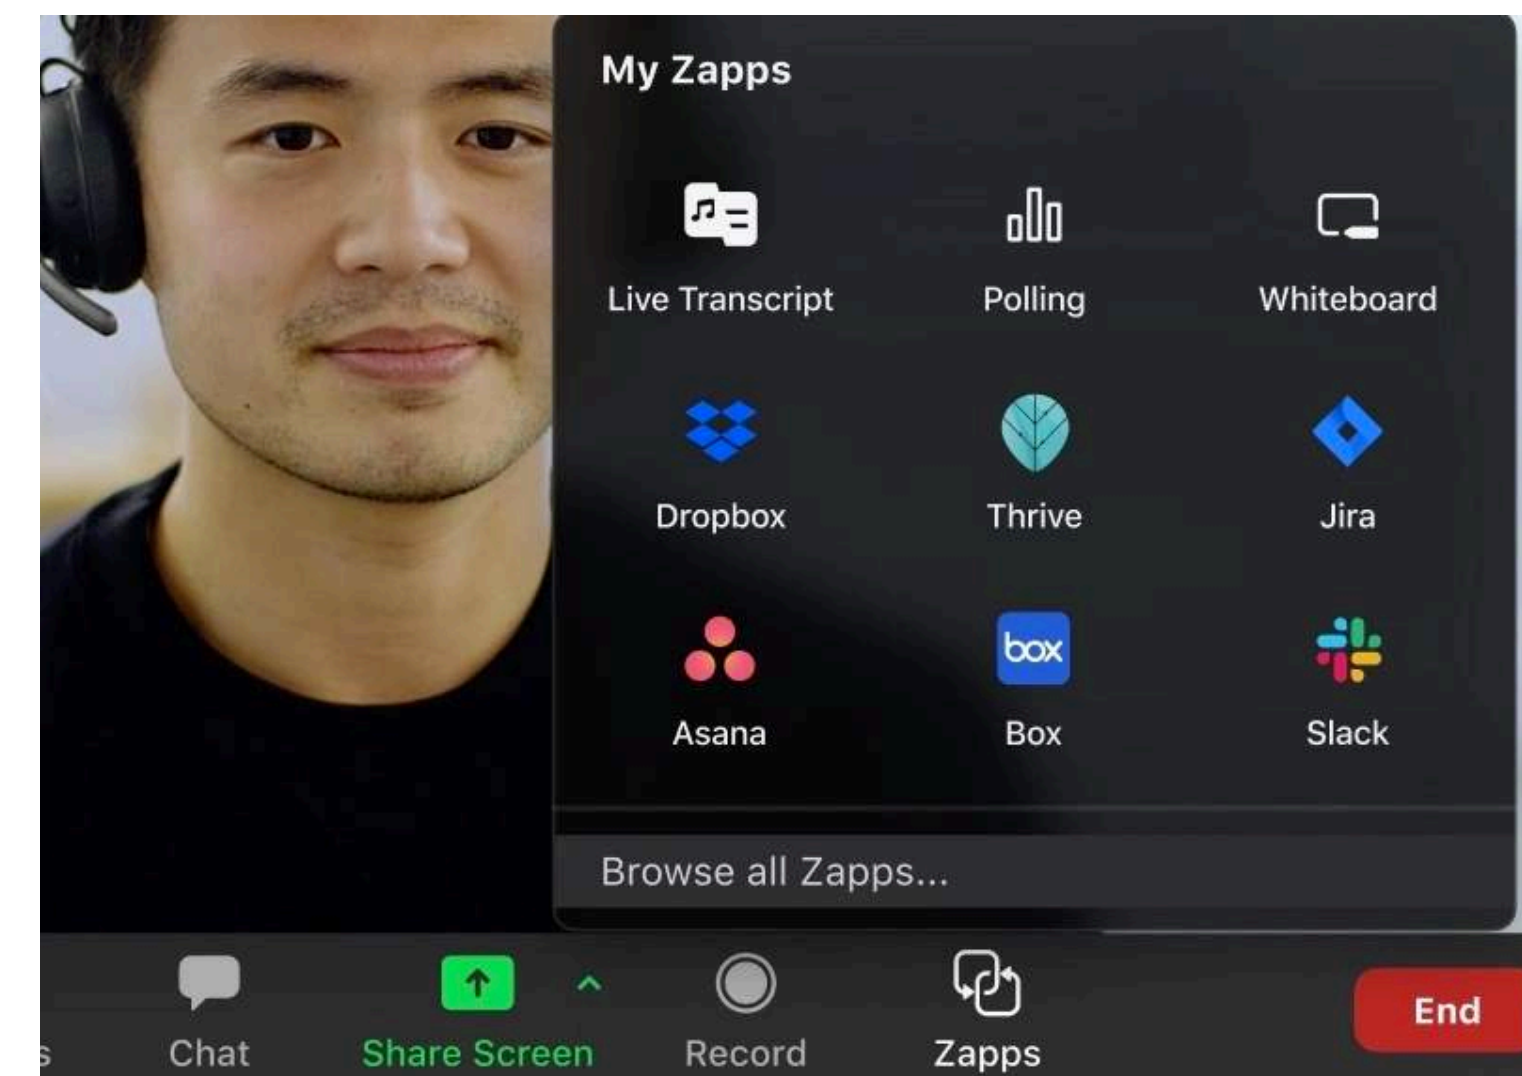 My Zapps
Live Transcript Polling Whiteboard
Dropbox Thrive Jira
box
Asana Box Slack
Browse all Zapps...
s Chat Share Screen Record Zapps End